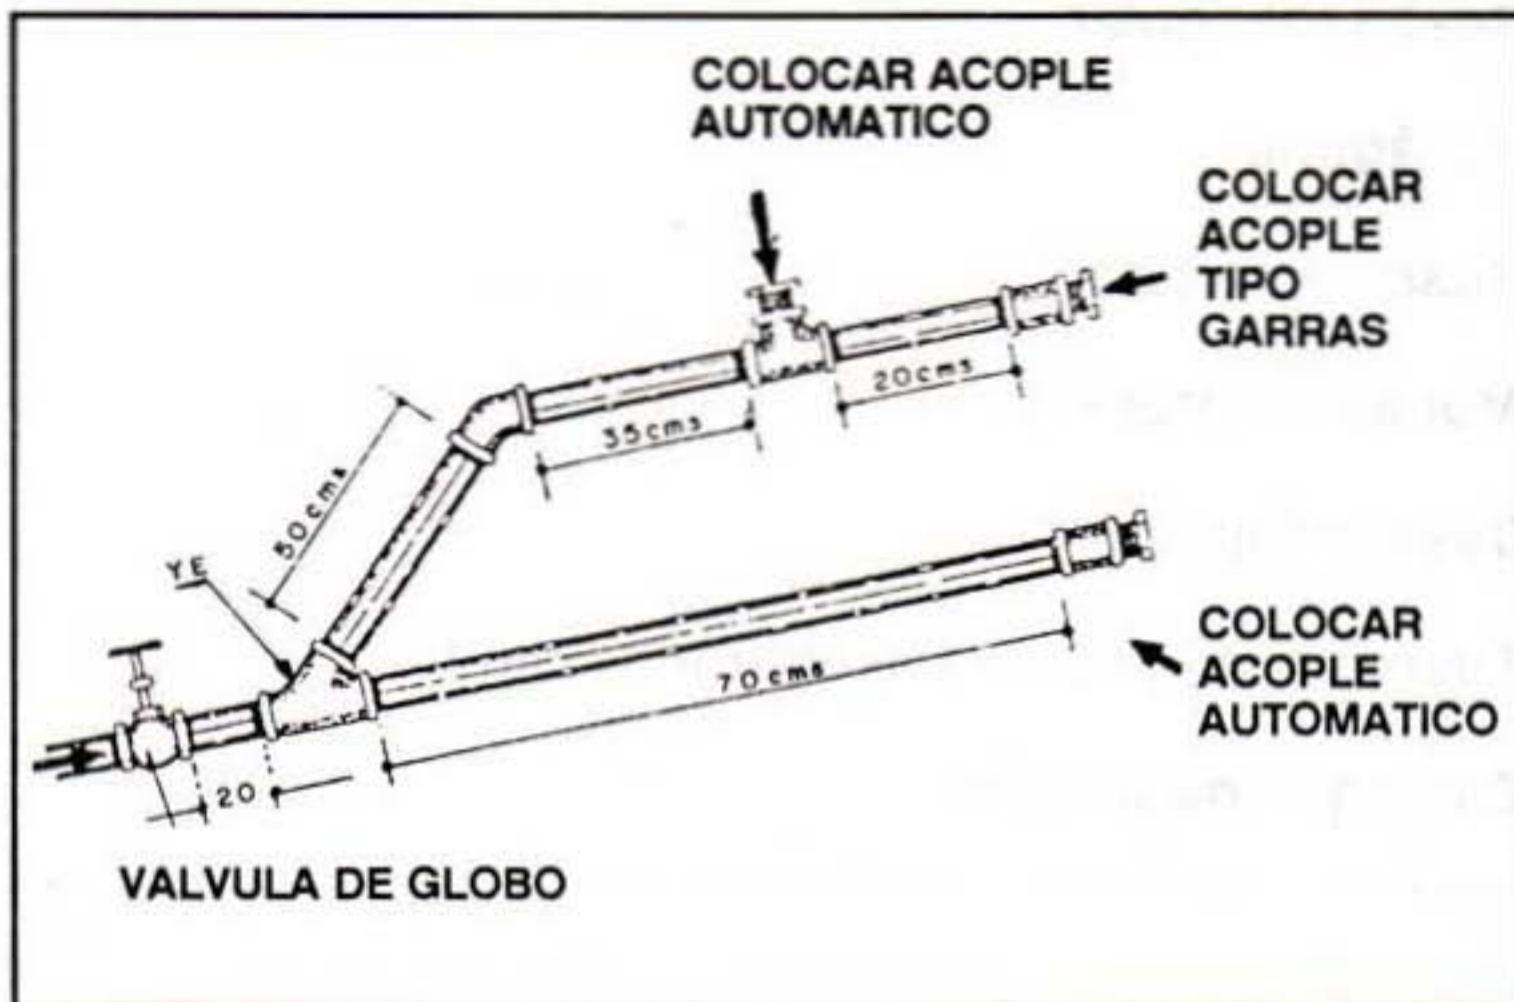 COLOCAR ACOPLE
AUTOMATICO
COLOCAR
ACOPLE
TIPO
GARRAS
20cms
35cms
50cms
YE
70cms
COLOCAR
ACOPLE
AUTOMATICO
20
VALVULA DE GLOBO